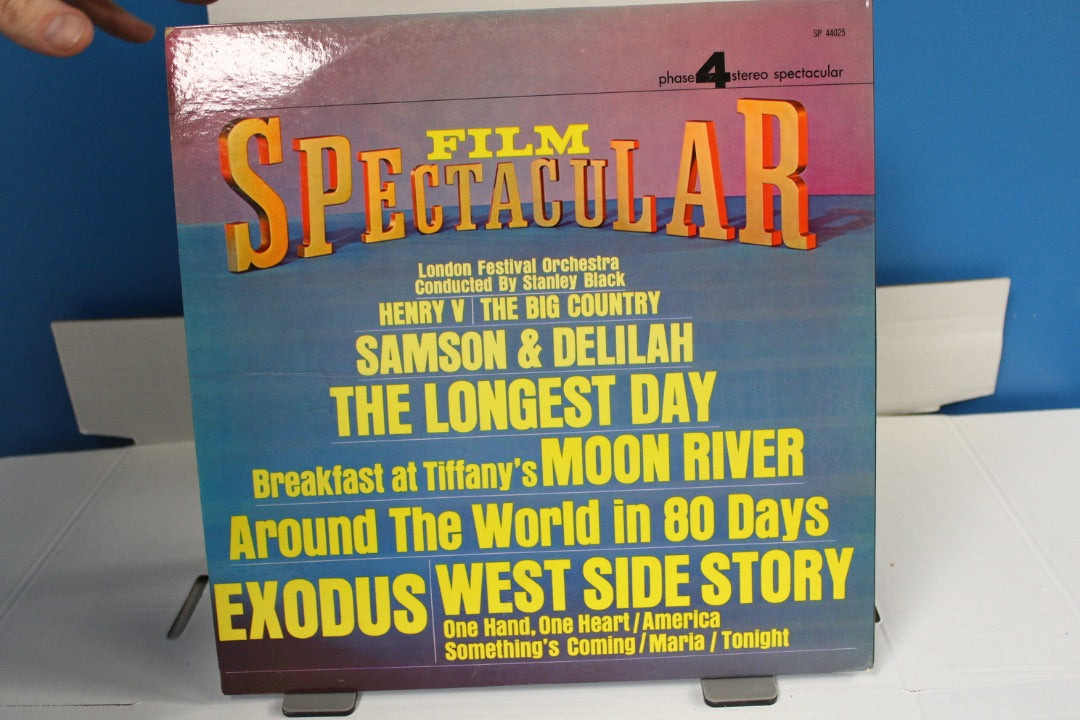 SP 44025
phase 4 stereo spectacular
FILM
SPECTACULAR
London Festival Orchestra
Conducted By Stanley Black
HENRY V | THE BIG COUNTRY
SAMSON & DELILAH
THE LONGEST DAY
Breakfast at Tiffany's MOON RIVER
Around The World in 80 Days
EXODUS | WEST SIDE STORY
One Hand, One Heart / America
Something's Coming / Maria / Tonight